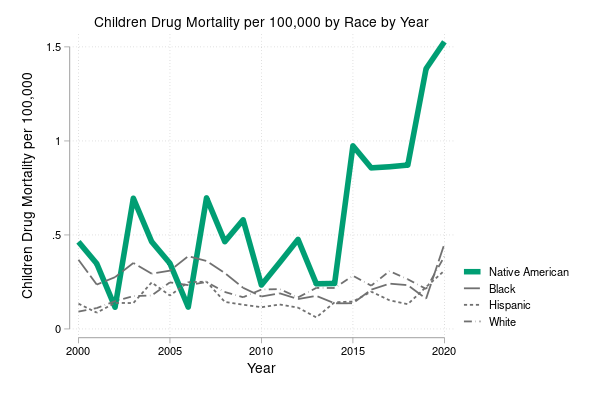 Children Drug Mortality per 100,000 by Race by Year
Children Drug Mortality per 100,000
1.5
1
.5
0
2000 2005 2010 2015 2020
Year
Native American
Black
Hispanic
White